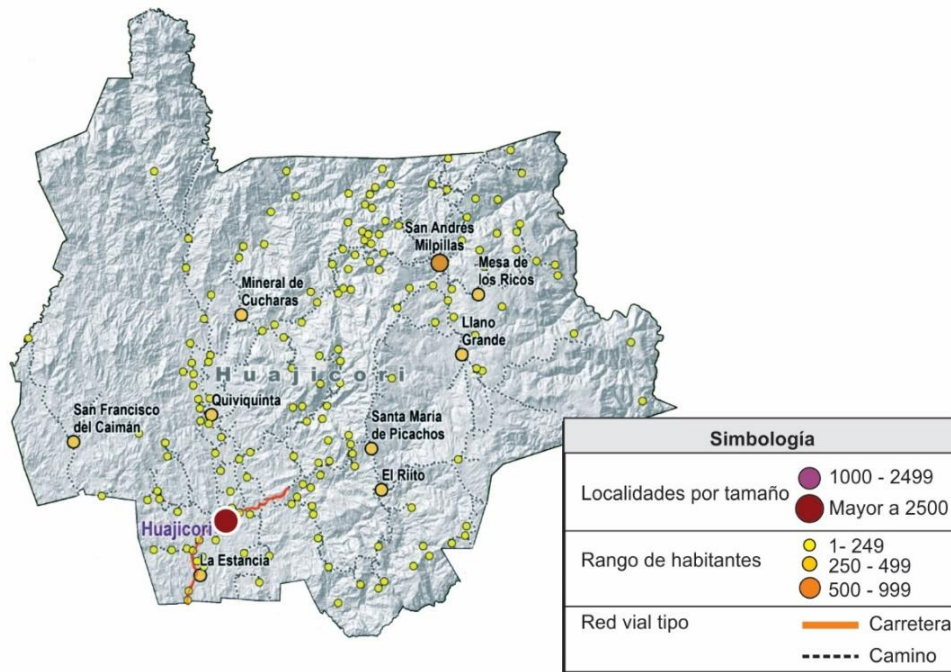 San Andrés
Milpillas
Mesa de
los Ricos
Mineral de
Cucharas
Llano
Grande
Huajicori
Quiviquinta
San Francisco
del Caimán
Santa María
de Picachos
El Riíto
Huajicori
La Estancia
Simbología
Localidades por tamaño
1000 - 2499
Mayor a 2500
Rango de habitantes
1- 249
250 - 499
500 - 999
Red vial tipo
Carretera
Camino